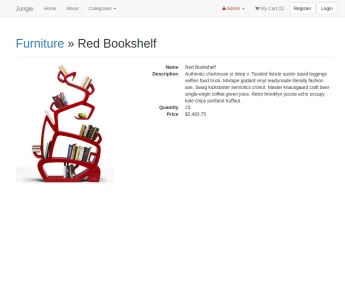 Jungle Home About Categories Admin My Cart (2) Register Login
Furniture » Red Bookshelf
Name Red Bookshelf
Description Authentic chartreuse yr deep v. Tousled listicle austin squid leggings
selfies food truck. Mixtape godard vinyl readymade literally fashion
axe. Swag kickstarter semiotics cronut. Master knausgaard craft beer
single-origin coffee green juice. Retro brooklyn yuccie echo occupy
kale chips portland truffaut.
Quantity 23
Price $2,483.75